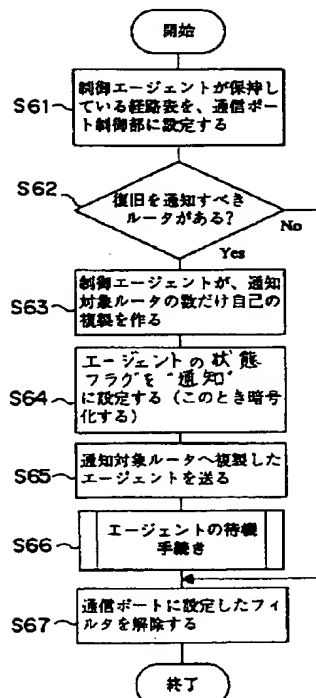 開始
S61
制御エージェントが保持し
ている経路表を、通信ポート
制御部に設定する
S62
復旧を通知すべき
ルータがある?
No
Yes
S63
制御エージェントが、通知
対象ルータの数だけ自己の
複製を作る
S64
エージェントの状態
フラグを“通知”
に設定する(このとき暗号
化する)
S65
通知対象ルータへ複製した
エージェントを送る
S66
エージェントの待機
手続き
S67
通信ポートに設定したフィ
ルタを解除する
終了